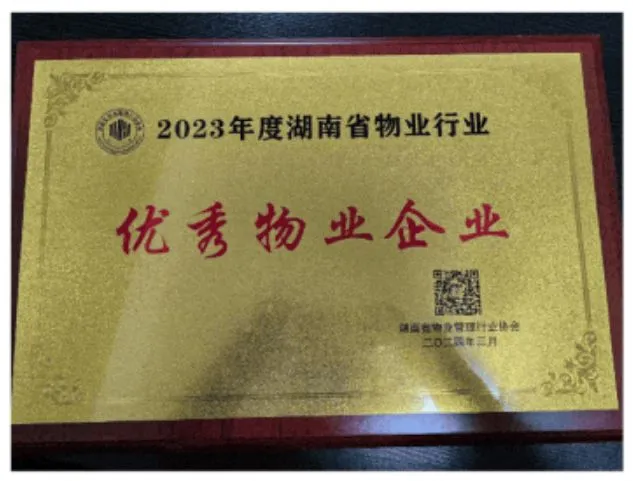 2023年度湖南省物业行业
优秀物业企业
湖南省物业管理行业协会
二〇二四年三月